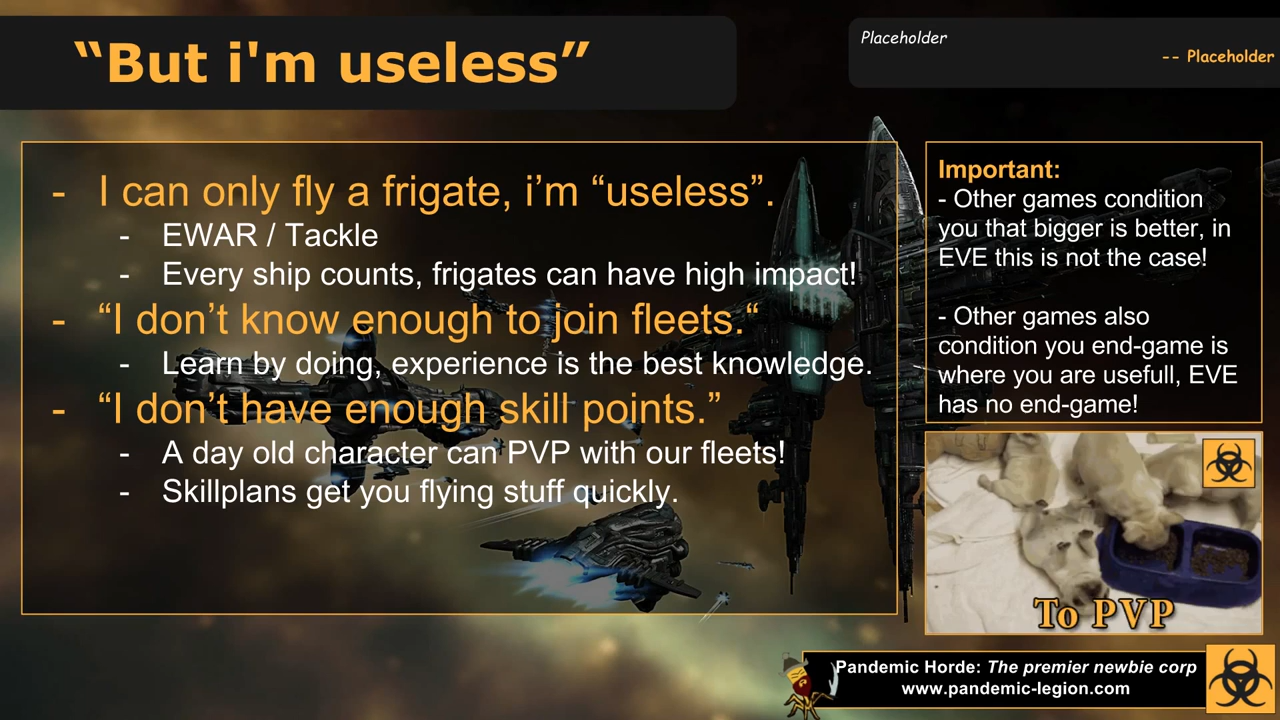 “But i'm useless”
Placeholder
-- Placeholder
- I can only fly a frigate, i’m “useless”.
- EWAR / Tackle
- Every ship counts, frigates can have high impact!
- “I don’t know enough to join fleets.“
- Learn by doing, experience is the best knowledge.
- “I don’t have enough skill points.”
- A day old character can PVP with our fleets!
- Skillplans get you flying stuff quickly.
Important:
- Other games condition
you that bigger is better, in
EVE this is not the case!
- Other games also
condition you end-game is
where you are usefull, EVE
has no end-game!
To PVP
Pandemic Horde: The premier newbie corp
www.pandemic-legion.com